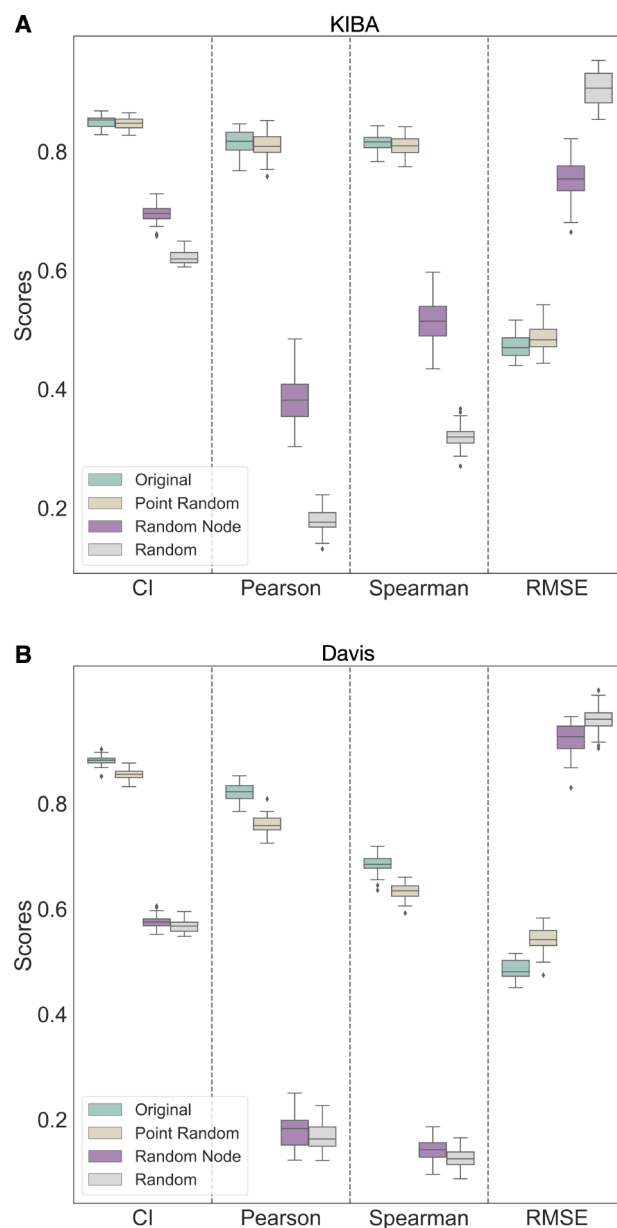 A
KIBA
Scores
0.8
0.6
0.4
0.2
Original
Point Random
Random Node
Random
CI Pearson Spearman RMSE
B
Davis
Scores
0.8
0.6
0.4
0.2
Original
Point Random
Random Node
Random
CI Pearson Spearman RMSE